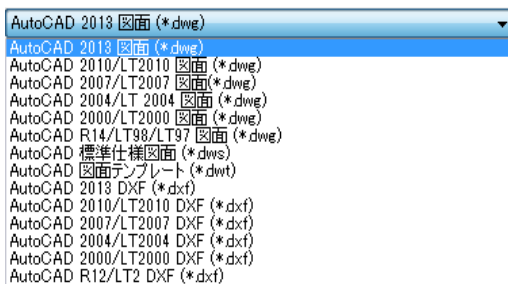 AutoCAD 2013 図面 (*.dwg)
AutoCAD 2013 図面 (*.dwg)
AutoCAD 2010/LT2010 図面 (*.dwg)
AutoCAD 2007/LT2007 図面(*.dwg)
AutoCAD 2004/LT 2004 図面 (*.dwg)
AutoCAD 2000/LT2000 図面 (*.dwg)
AutoCAD R14/LT98/LT97 図面 (*.dwg)
AutoCAD 標準仕様図面 (*.dws)
AutoCAD 図面テンプレート (*.dwt)
AutoCAD 2013 DXF (*.dxf)
AutoCAD 2010/LT2010 DXF (*.dxf)
AutoCAD 2007/LT2007 DXF (*.dxf)
AutoCAD 2004/LT2004 DXF (*.dxf)
AutoCAD 2000/LT2000 DXF (*.dxf)
AutoCAD R12/LT2 DXF (*.dxf)